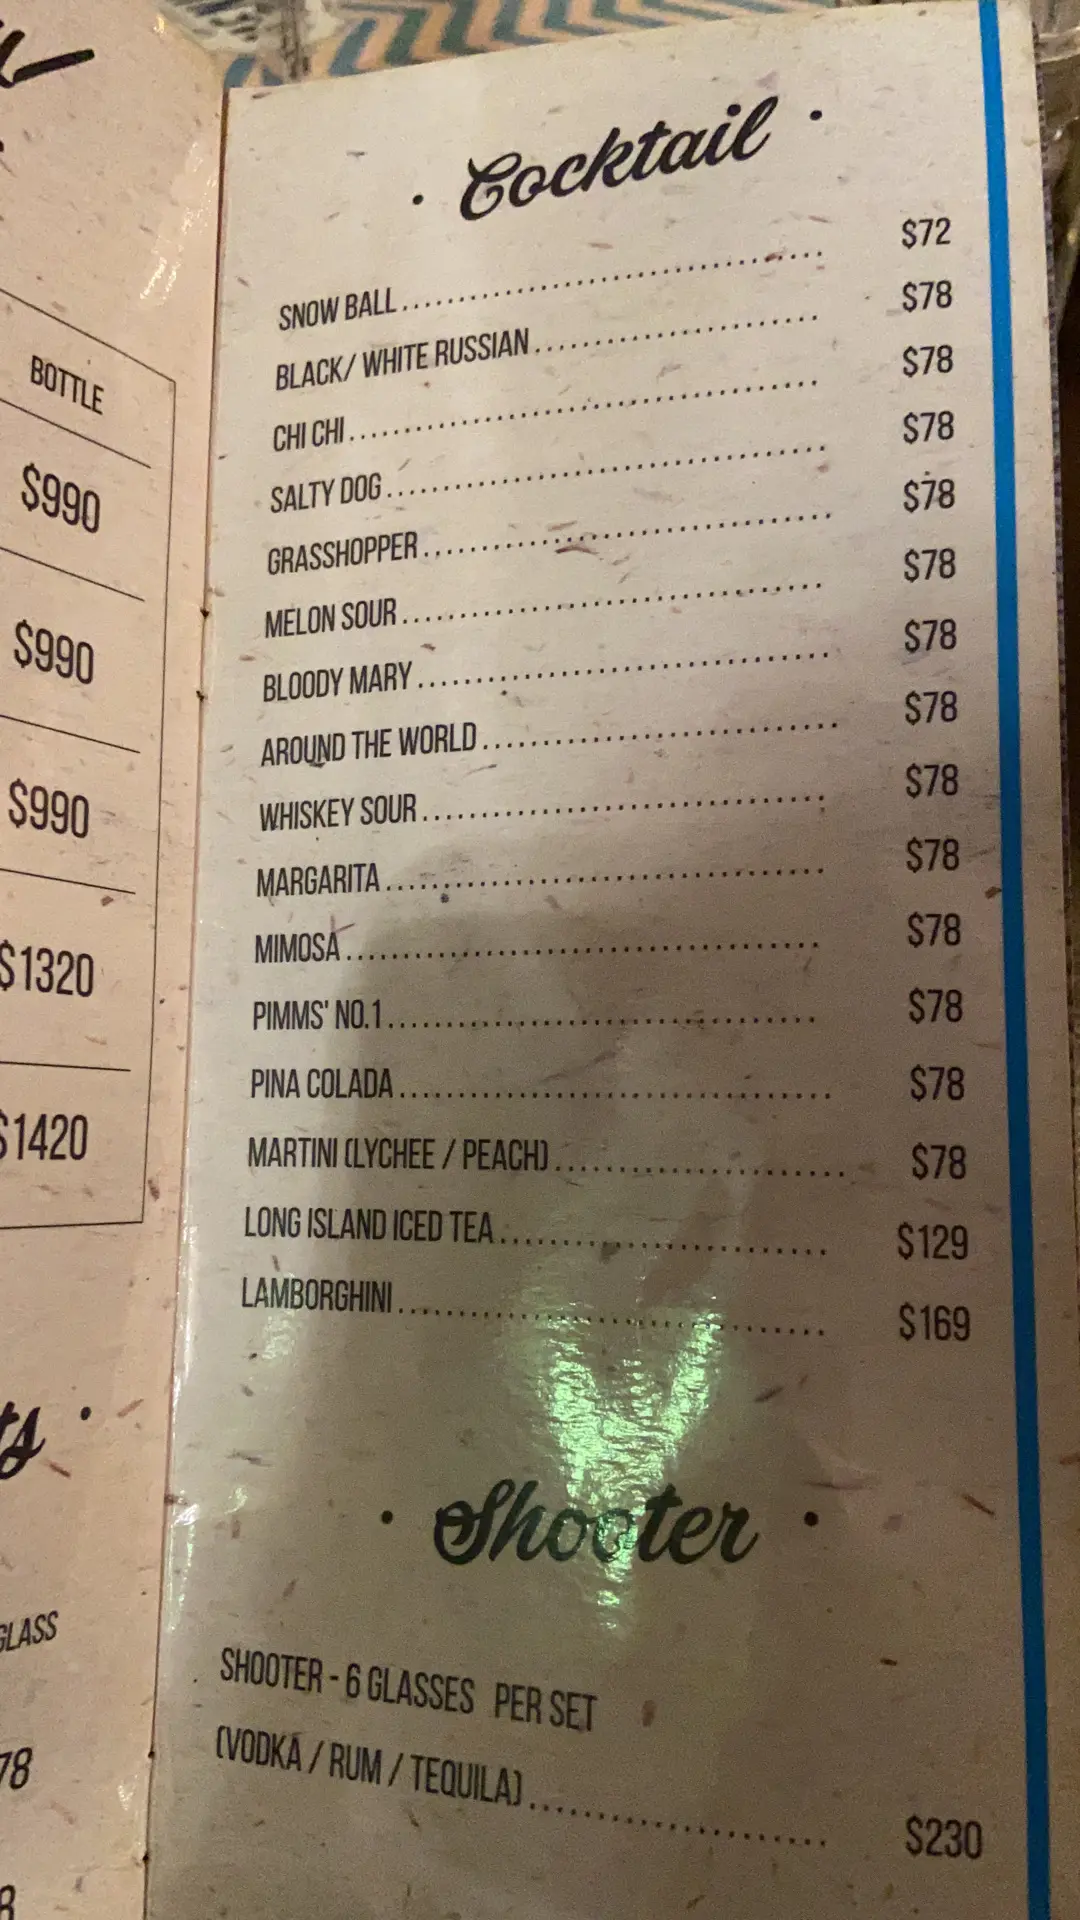 BOTTLE
$990
$990
$990
$1320
$1420
GLASS
· Cocktail ·
SNOW BALL........................................ $72
BLACK/ WHITE RUSSIAN........................ $78
CHI CHI........................................ $78
SALTY DOG........................................ $78
GRASSHOPPER........................................ $78
MELON SOUR........................................ $78
BLOODY MARY........................................ $78
AROUND THE WORLD................................ $78
WHISKEY SOUR........................................ $78
MARGARITA........................................ $78
MIMOSA........................................ $78
PIMMS' NO.1........................................ $78
PINA COLADA........................................ $78
MARTINI (LYCHEE / PEACH)........................ $78
LONG ISLAND ICED TEA............................ $129
LAMBORGHINI........................................ $169
· Shooter ·
SHOOTER - 6 GLASSES PER SET
(VODKA / RUM / TEQUILA)........................ $230